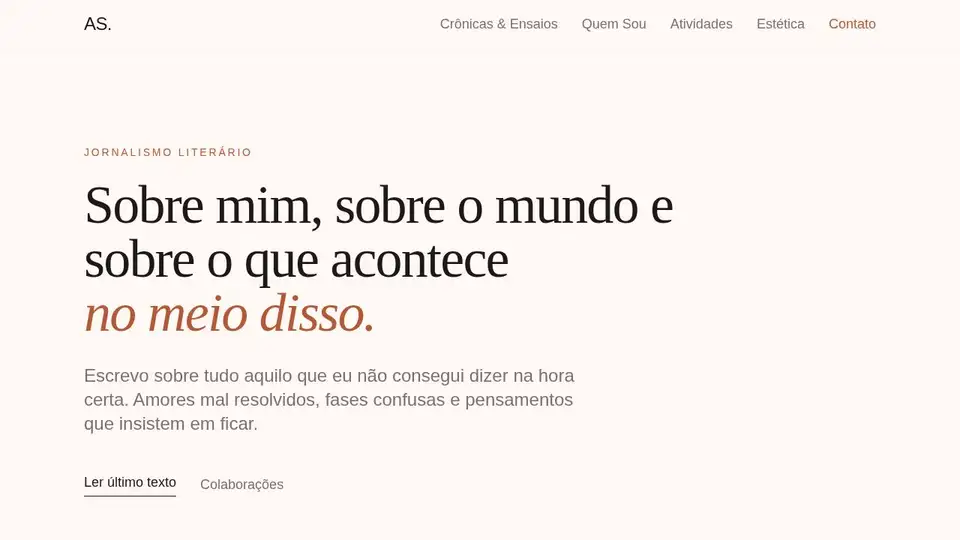 AS.
Crônicas & Ensaios
Quem Sou
Atividades
Estética
Contato
JORNALISMO LITERÁRIO
Sobre mim, sobre o mundo e
sobre o que acontece
no meio disso.
Escrevo sobre tudo aquilo que eu não consegui dizer na hora
certa. Amores mal resolvidos, fases confusas e pensamentos
que insistem em ficar.
Ler último texto
Colaborações